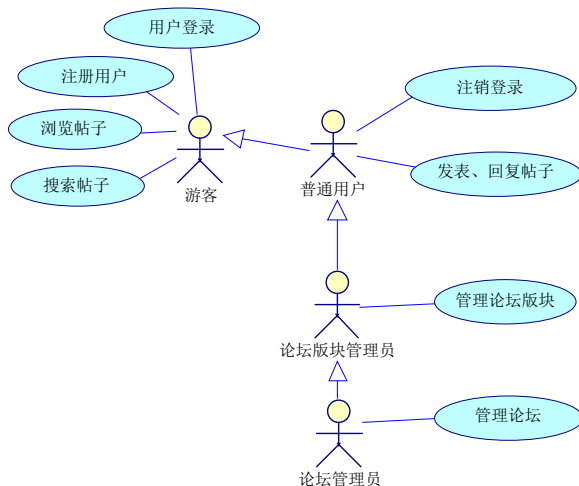 用户登录
注册用户
注销登录
浏览帖子
搜索帖子
发表、回复帖子
游客
普通用户
管理论坛版块
论坛版块管理员
管理论坛
论坛管理员